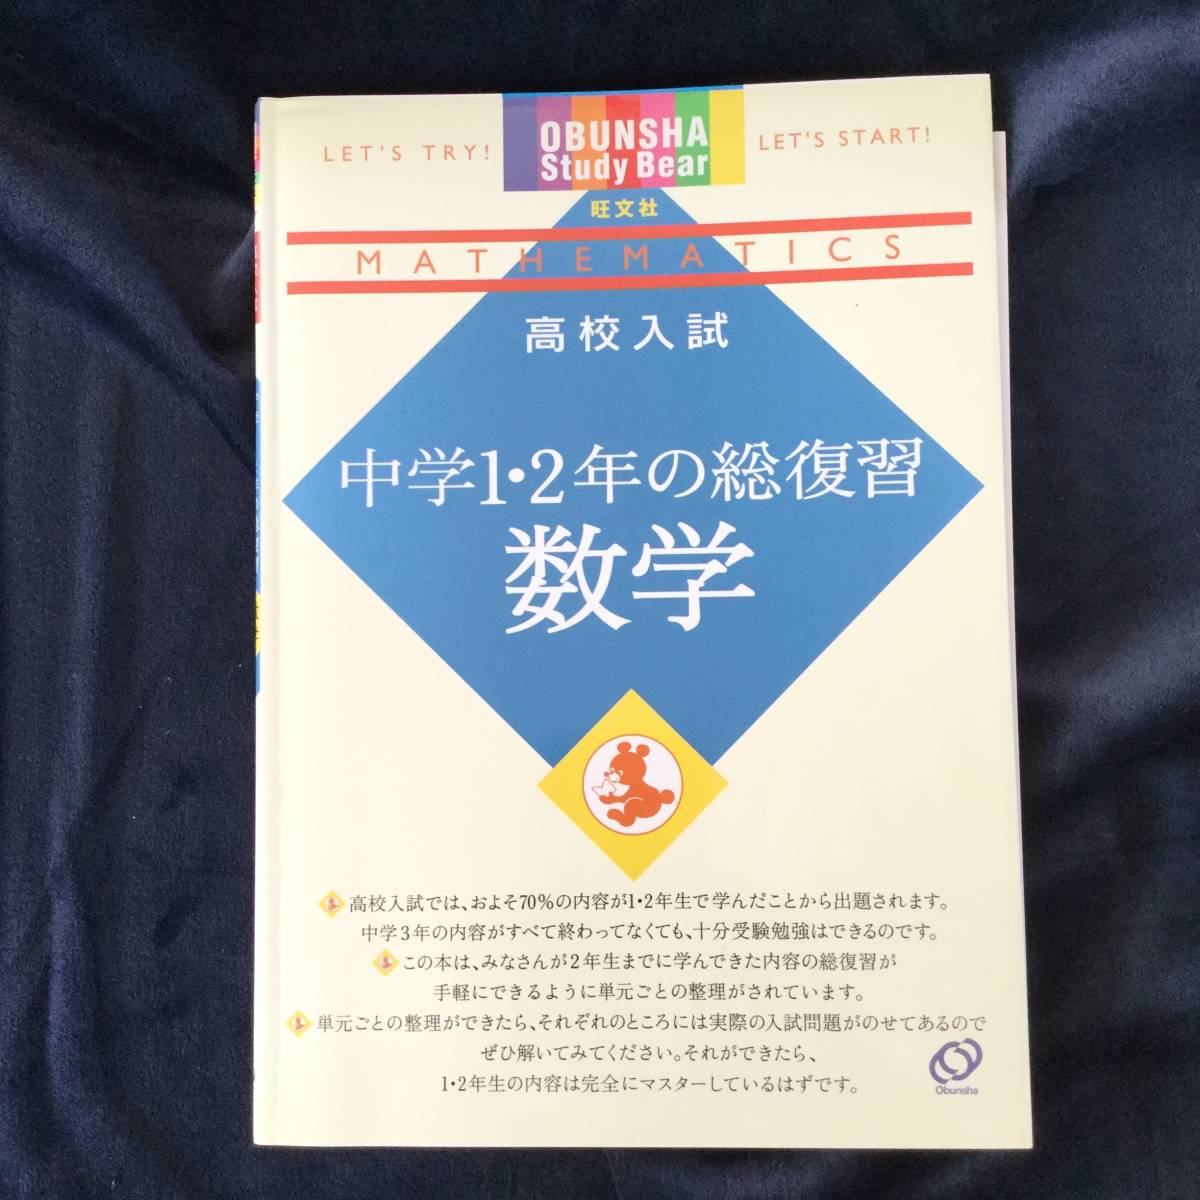 LET'S TRY!
OBUNSHA
Study Bear
LET'S START!
旺文社
MATHEMATICS
高校入試
中学1・2年の総復習
数学
高校入試では、およそ70%の内容が1・2年生で学んだことから出題されます。
中学3年の内容がすべて終わってなくても、十分受験勉強はできるのです。
この本は、みなさんが2年生までに学んできた内容の総復習が
手軽にできるように単元ごとの整理がされています。
単元ごとの整理ができたら、それぞれのところには実際の入試問題がのせてあるので
ぜひ解いてみてください。それができたら、
1・2年生の内容は完全にマスターしているはずです。
Obunsha